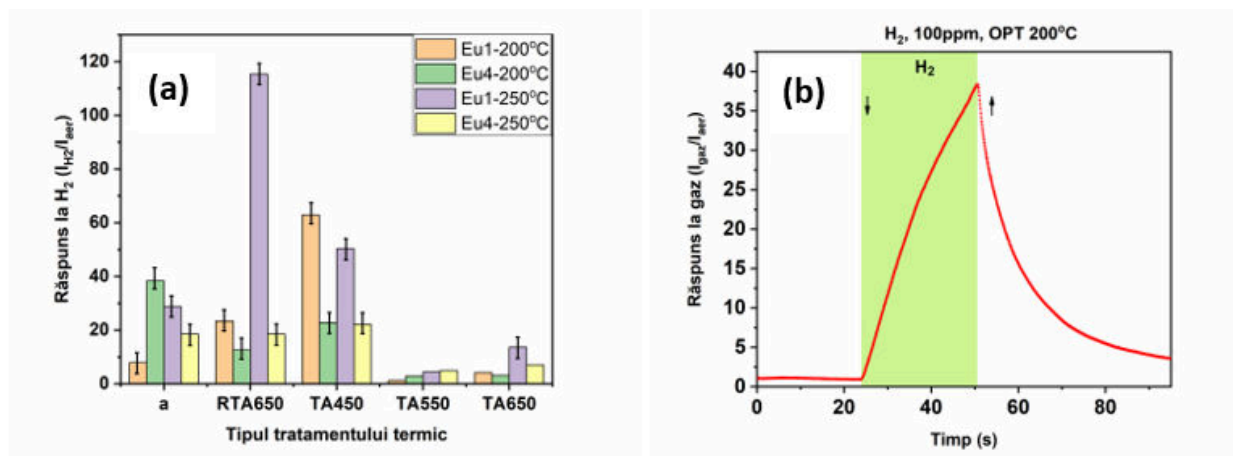 (a)
Eu1-200°C
Eu4-200°C
Eu1-250°C
Eu4-250°C
Răspuns la H2 (IH2/Iaer)
120
100
80
60
40
20
0
a RTA650 TA450 TA550 TA650
Tipul tratamentului termic
H2, 100ppm, OPT 200°C
(b)
H2
Răspuns la gaz (Igaz/Iaer)
40
35
30
25
20
15
10
5
0
0 20 40 60 80
Timp (s)